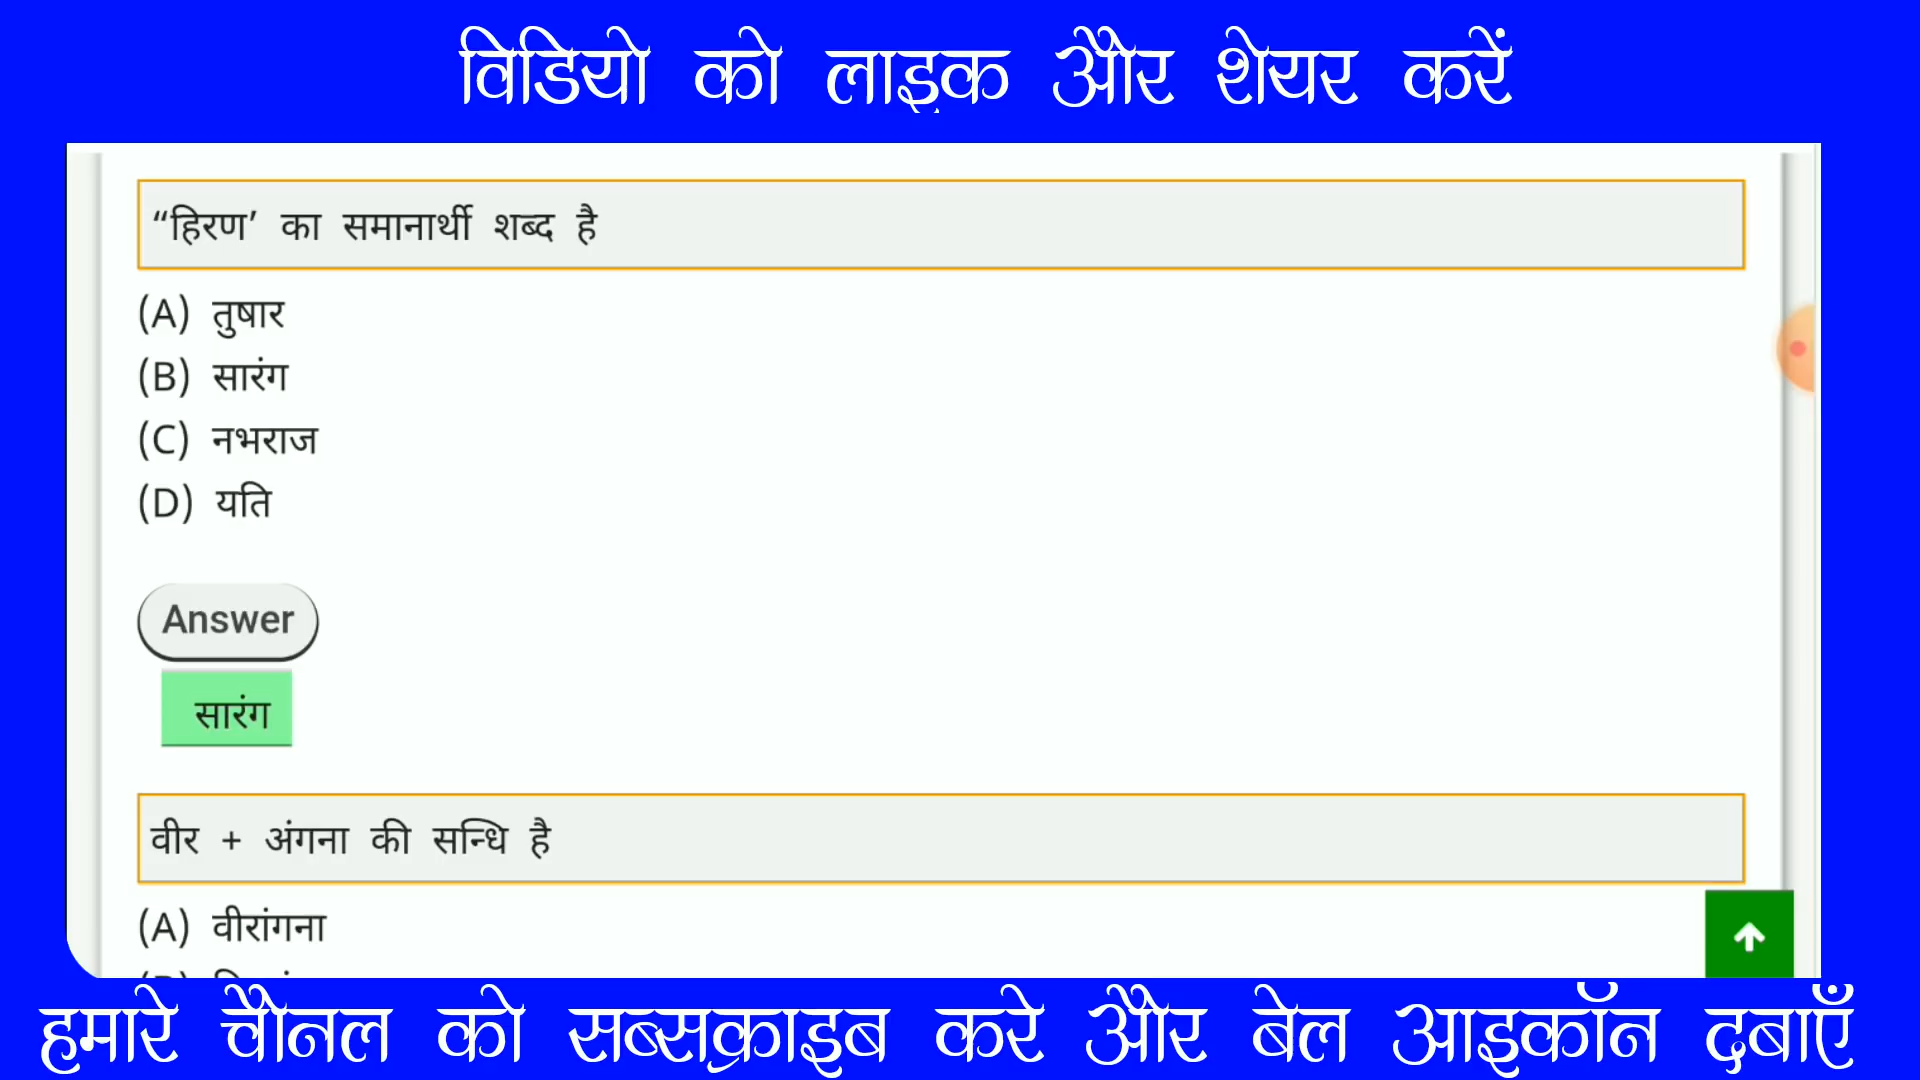 विडियो को लाइक और शेयर करें
“हिरण’ का समानार्थी शब्द है
(A) तुषार
(B) सारंग
(C) नभराज
(D) यति
Answer
सारंग
वीर + अंगना की सन्धि है
(A) वीरांगना
हमारे चौनल को सब्सक्राइब करे और बेल आइकॉन दबाएँ